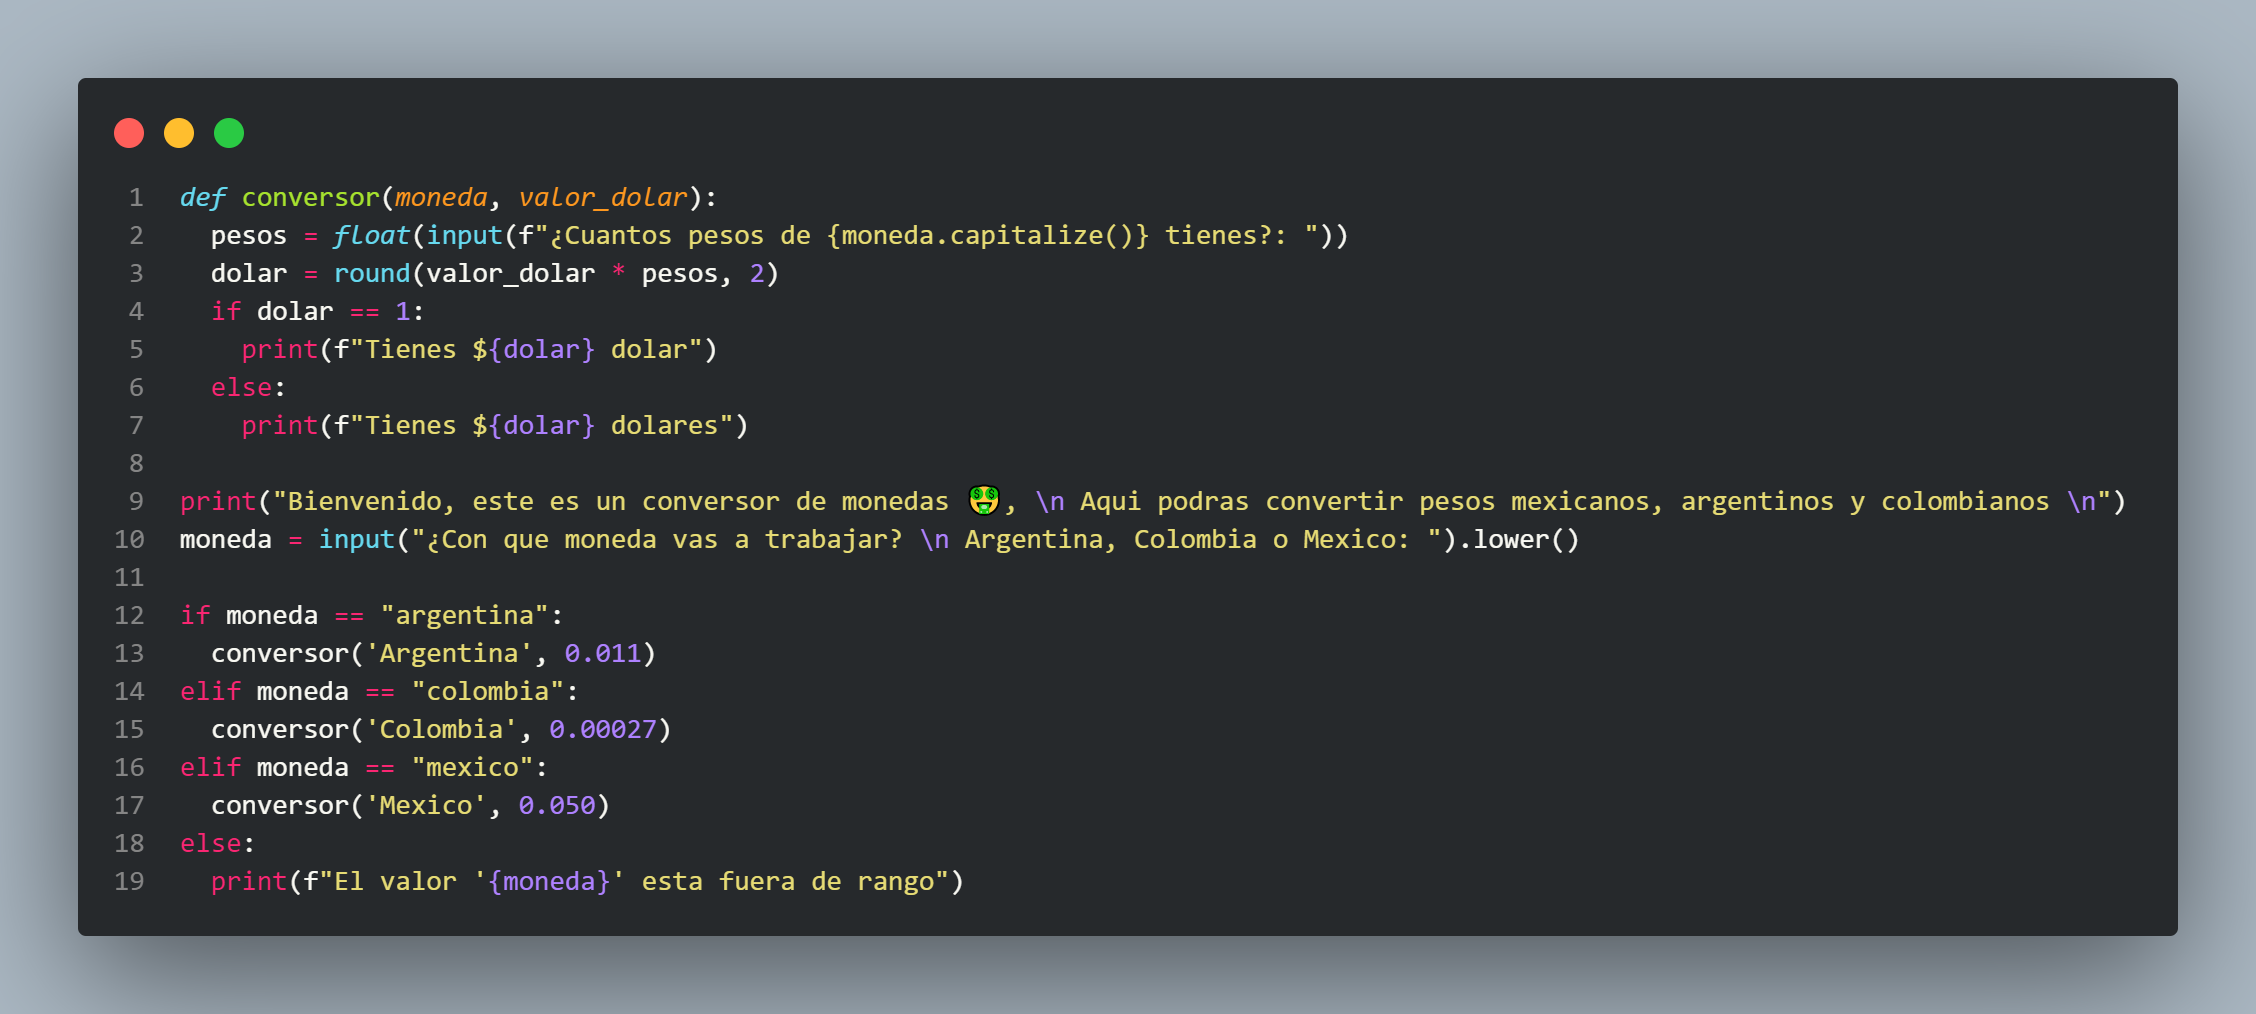 1 def conversor(moneda, valor_dolar):
2   pesos = float(input(f"¿Cuantos pesos de {moneda.capitalize()} tienes?: "))
3   dolar = round(valor_dolar * pesos, 2)
4   if dolar == 1:
5     print(f"Tienes ${dolar} dolar")
6   else:
7     print(f"Tienes ${dolar} dolares")
8
9 print("Bienvenido, este es un conversor de monedas 🤑, \n Aqui podras convertir pesos mexicanos, argentinos y colombianos \n")
10 moneda = input("¿Con que moneda vas a trabajar? \n Argentina, Colombia o Mexico: ").lower()
11
12 if moneda == "argentina":
13   conversor('Argentina', 0.011)
14 elif moneda == "colombia":
15   conversor('Colombia', 0.00027)
16 elif moneda == "mexico":
17   conversor('Mexico', 0.050)
18 else:
19   print(f"El valor '{moneda}' esta fuera de rango")